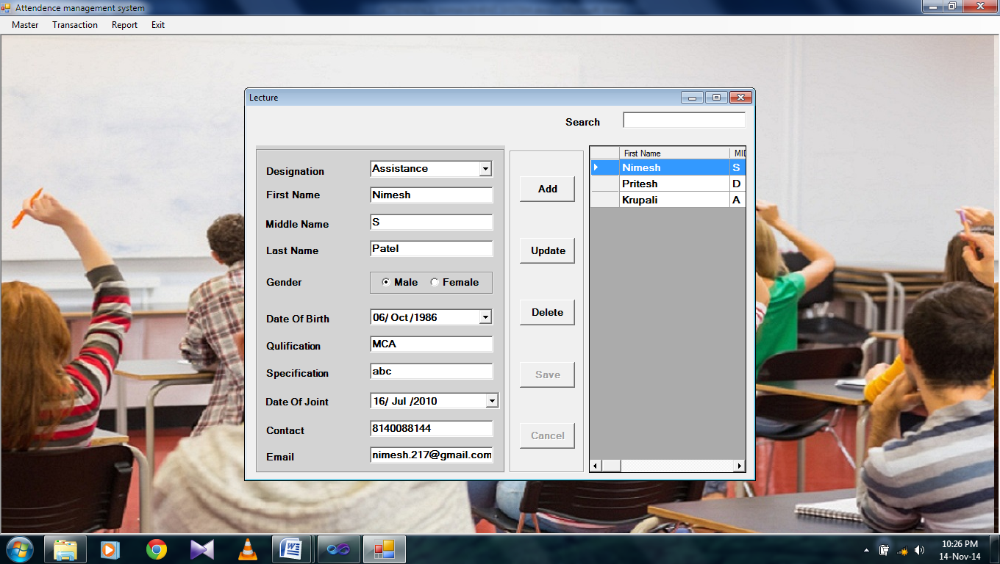 Attendence management system
Master Transaction Report Exit
Lecture
Search
Designation Assistance
First Name Nimesh
Middle Name S
Last Name Patel
Gender Male Female
Date Of Birth 06/ Oct /1986
Qulification MCA
Specification abc
Date Of Joint 16/ Jul /2010
Contact 8140088144
Email nimesh.217@gmail.com
Add
Update
Delete
Save
Cancel
First Name MID
Nimesh S
Pritesh D
Krupali A
10:26 PM
14-Nov-14